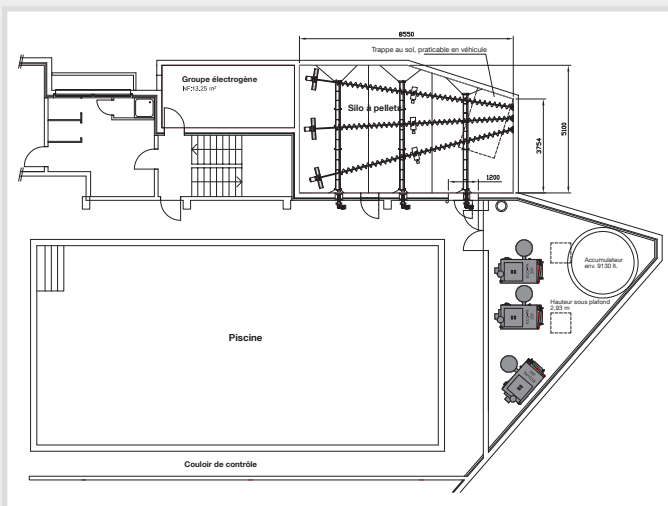 8550
Trappe au sol, praticable en véhicule
Groupe électrogène
NF:13.25 m²
Silo à pellets
5100
3754
1200
Accumulateur
env. 9130 lt.
Hauteur sous plafond
2,93 m
Piscine
Couloir de contrôle